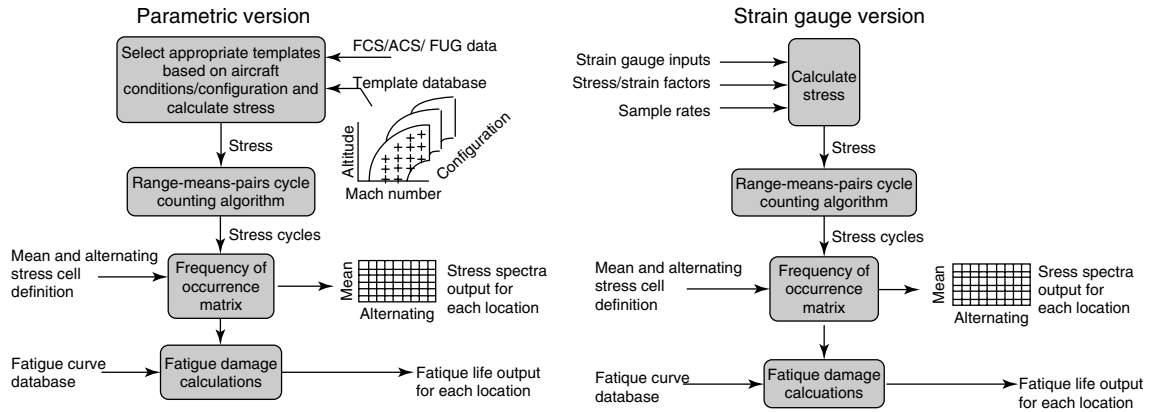 Parametric version
Select appropriate templates
based on aircraft
conditions/configuration and
calculate stress
FCS/ACS/ FUG data
Template database
Altitude
Configuration
Mach number
Stress
Range-means-pairs cycle
counting algorithm
Stress cycles
Mean and alternating
stress cell
definition
Frequency of
occurrence
matrix
Mean
Alternating
Stress spectra
output for
each location
Fatigue curve
database
Fatigue damage
calculations
Fatique life output
for each location
Strain gauge version
Strain gauge inputs
Stress/strain factors
Sample rates
Calculate
stress
Stress
Range-means-pairs cycle
counting algorithm
Stress cycles
Mean and alternating
stress cell
definition
Frequency of
occurrence
matrix
Mean
Alternating
Sress spectra
output for
each location
Fatique curve
database
Fatique damage
calcuations
Fatique life output
for each location